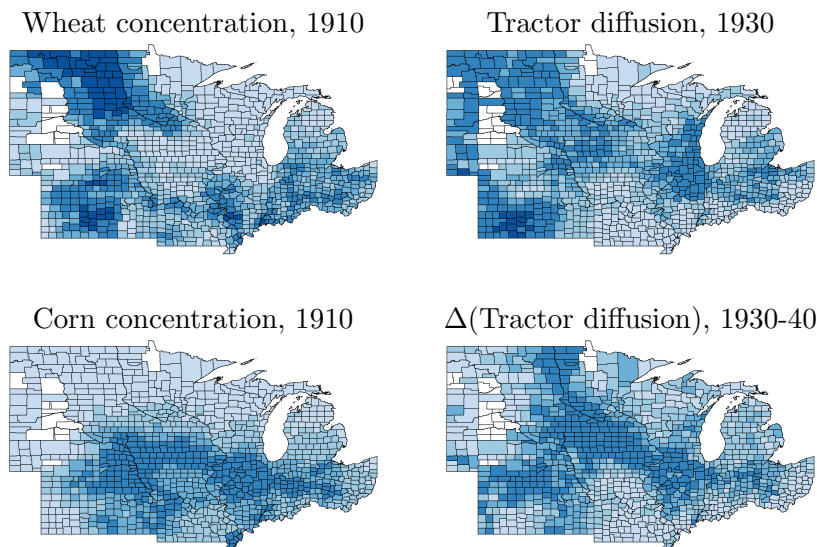 Wheat concentration, 1910
Tractor diffusion, 1930
Corn concentration, 1910
Δ(Tractor diffusion), 1930-40